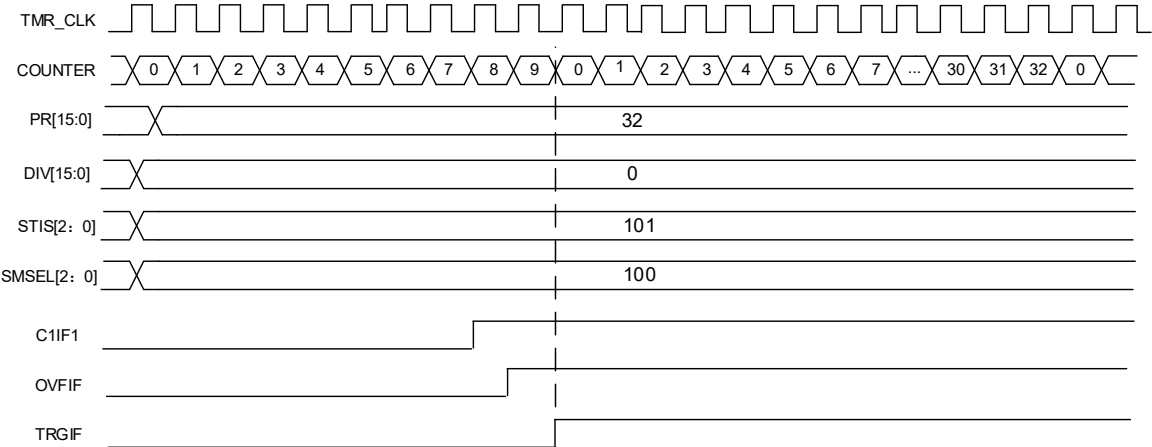 TMR_CLK
COUNTER 0 1 2 3 4 5 6 7 8 9 0 1 2 3 4 5 6 7 ... 30 31 32 0
PR[15:0] 32
DIV[15:0] 0
STIS[2：0] 101
SMSEL[2：0] 100
C1IF1
OVFIF
TRGIF